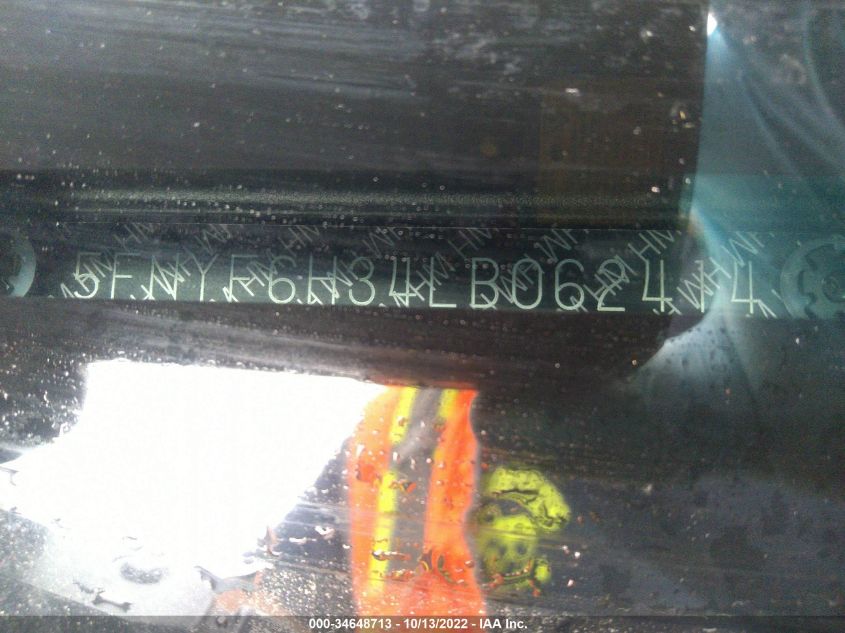 5FNYF6H34LB062414
000-34648713 - 10/13/2022 - IAA Inc.